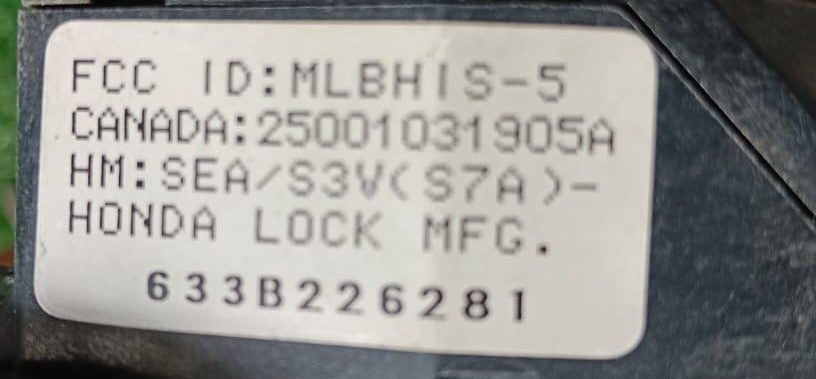 FCC ID:MLBHIS-5
CANADA:25001031905A
HM:SEA/S3V(S7A)-
HONDA LOCK MFG.
633B226281